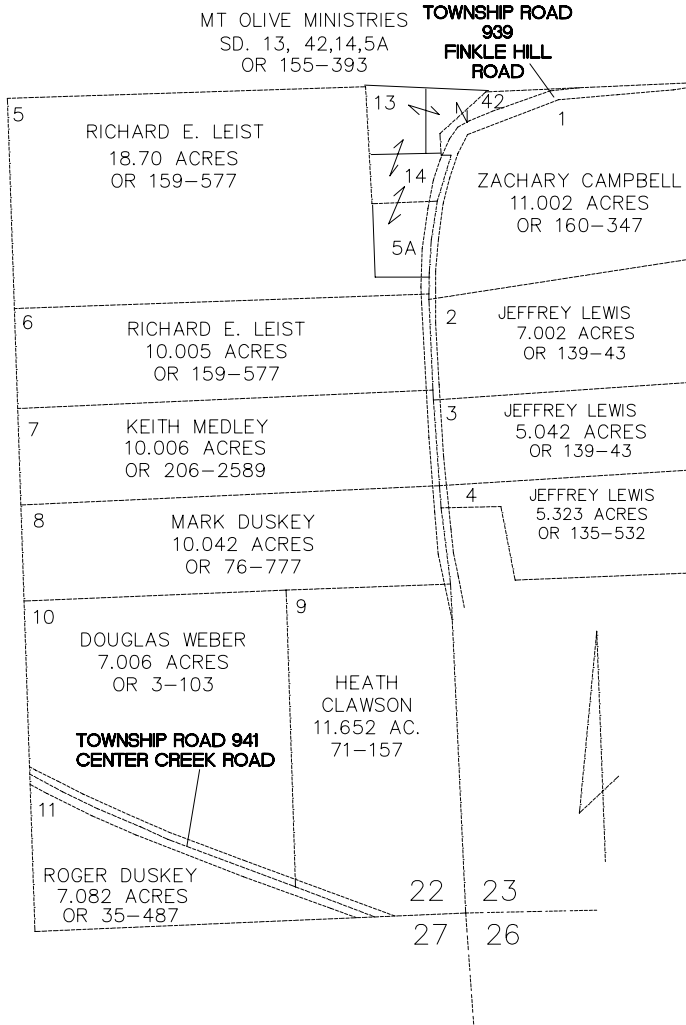 MT OLIVE MINISTRIES
SD. 13, 42,14,5A
OR 155-393
TOWNSHIP ROAD
939
FINKLE HILL
ROAD
5
RICHARD E. LEIST
18.70 ACRES
OR 159-577
13
42
1
14
5A
ZACHARY CAMPBELL
11.002 ACRES
OR 160-347
6
RICHARD E. LEIST
10.005 ACRES
OR 159-577
2
JEFFREY LEWIS
7.002 ACRES
OR 139-43
7
KEITH MEDLEY
10.006 ACRES
OR 206-2589
3
JEFFREY LEWIS
5.042 ACRES
OR 139-43
8
MARK DUSKEY
10.042 ACRES
OR 76-777
4
JEFFREY LEWIS
5.323 ACRES
OR 135-532
10
DOUGLAS WEBER
7.006 ACRES
OR 3-103
9
HEATH
CLAWSON
11.652 AC.
71-157
TOWNSHIP ROAD 941
CENTER CREEK ROAD
11
ROGER DUSKEY
7.082 ACRES
OR 35-487
22 23
27 26